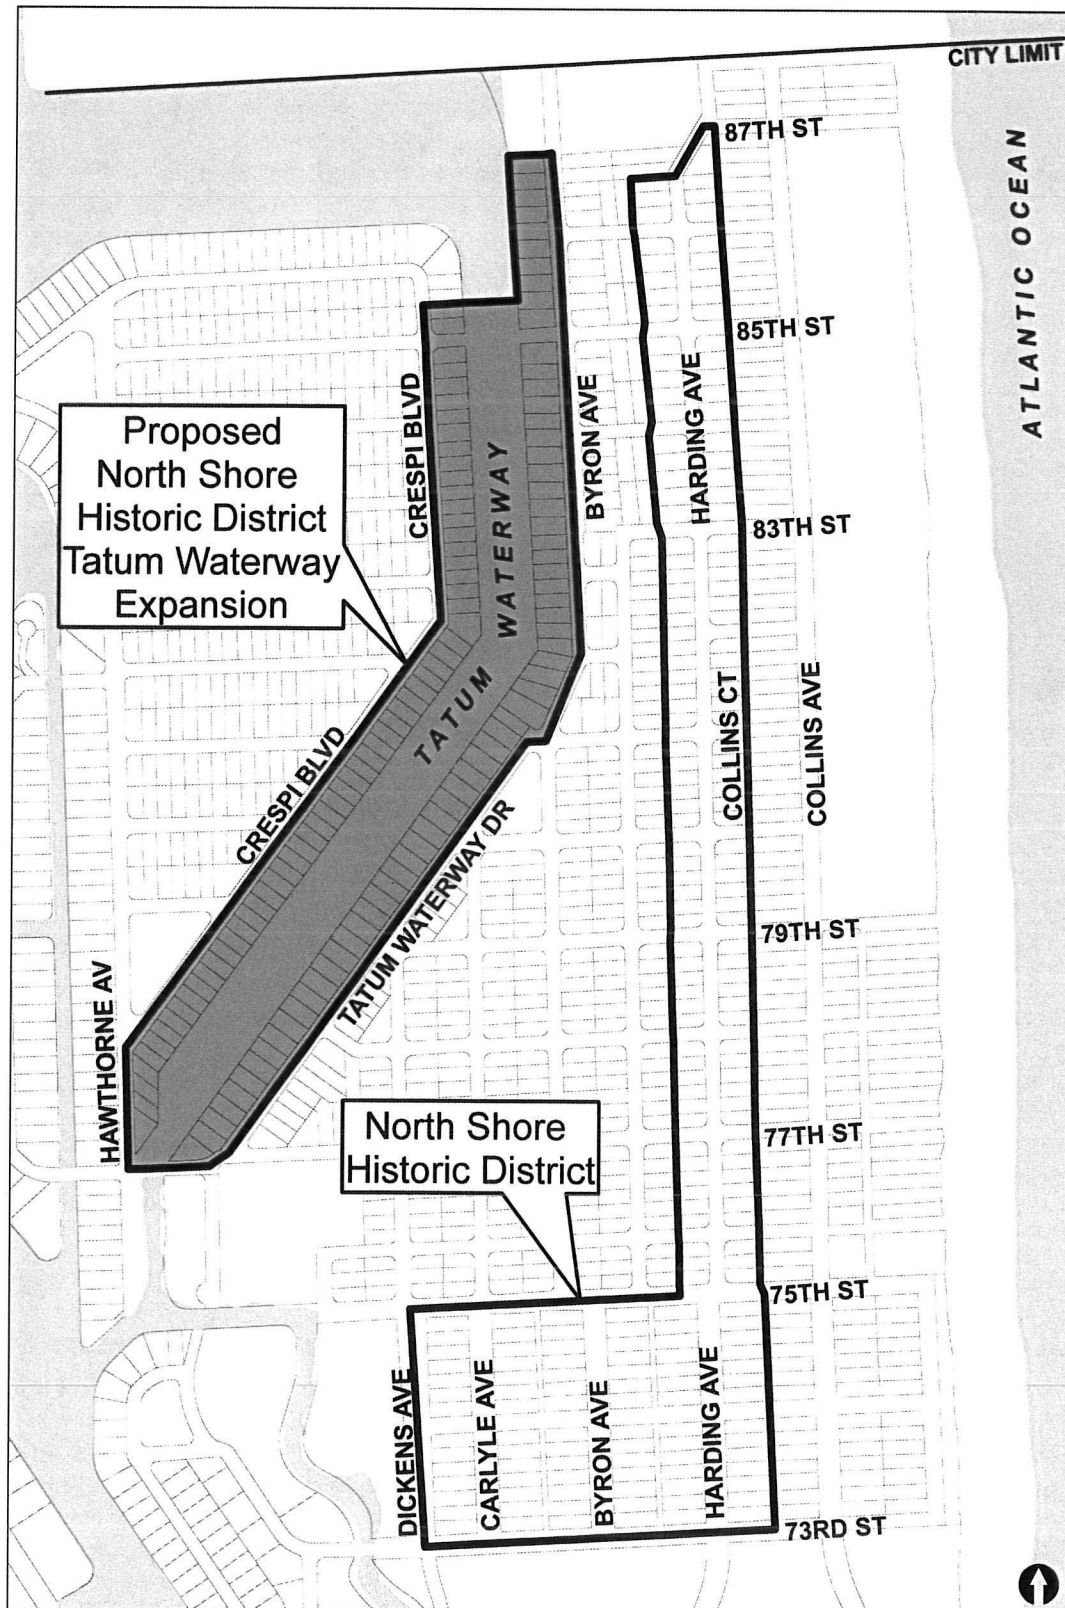 CITY LIMIT
87TH ST
ATLANTIC OCEAN
85TH ST
CRESPI BLVD
BYRON AVE
HARDING AVE
Proposed
North Shore
Historic District
Tatum Waterway
Expansion
TATUM WATERWAY
83TH ST
CRESPI BLVD
COLLINS CT
COLLINS AVE
TATUM WATERWAY DR
79TH ST
HAWTHORNE AV
North Shore
Historic District
77TH ST
75TH ST
DICKENS AVE
CARLYLE AVE
BYRON AVE
HARDING AVE
73RD ST